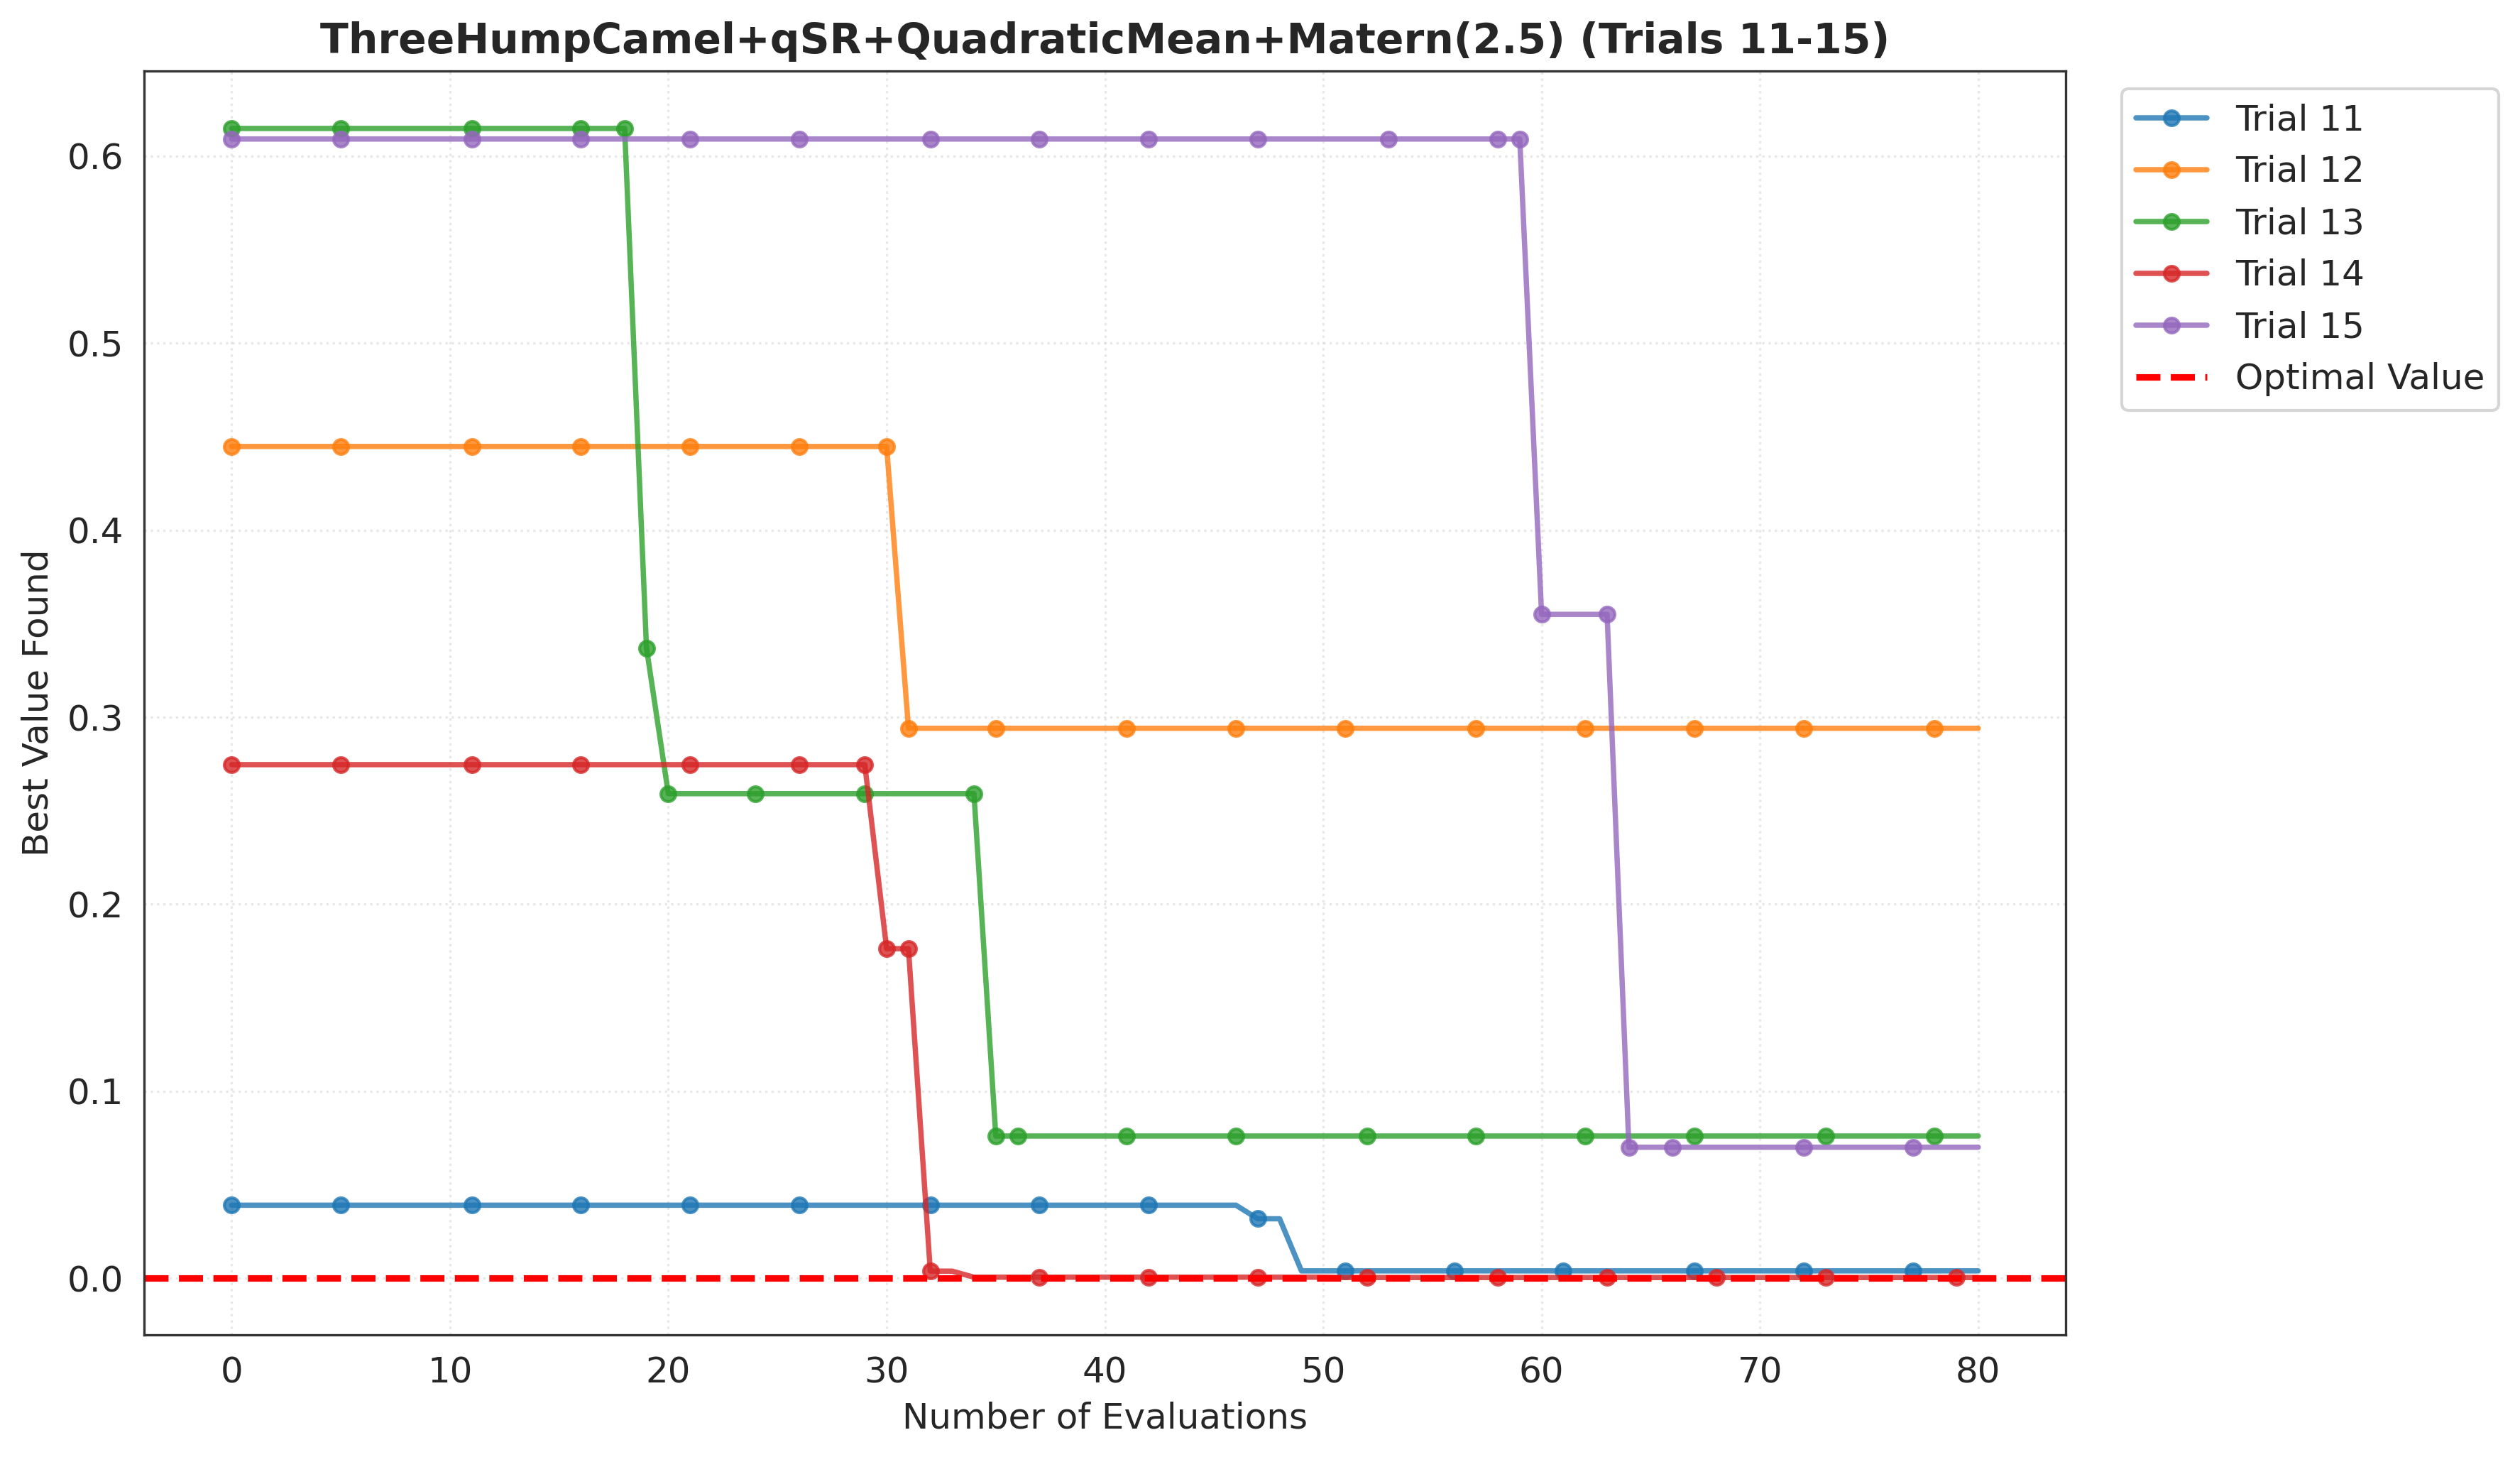 ThreeHumpCamel+qSR+QuadraticMean+Matern(2.5) (Trials 11-15)
Best Value Found
0.6
0.5
0.4
0.3
0.2
0.1
0.0
0 10 20 30 40 50 60 70 80
Number of Evaluations
Trial 11
Trial 12
Trial 13
Trial 14
Trial 15
Optimal Value